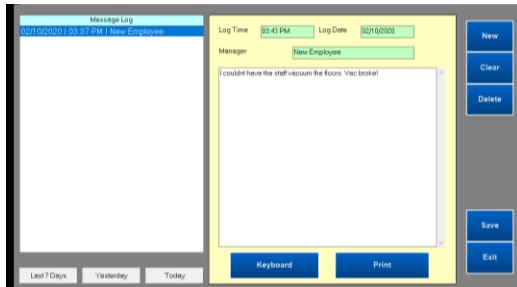 Message Log
02/10/2020 | 03:37 PM | New Employee
Last 7 Days
Yesterday
Today
Log Time 03:43 PM Log Date 02/10/2020
Manager New Employee
I couldnt have the staff vacuum the floors. Vac broke!
Keyboard
Print
New
Clear
Delete
Save
Exit